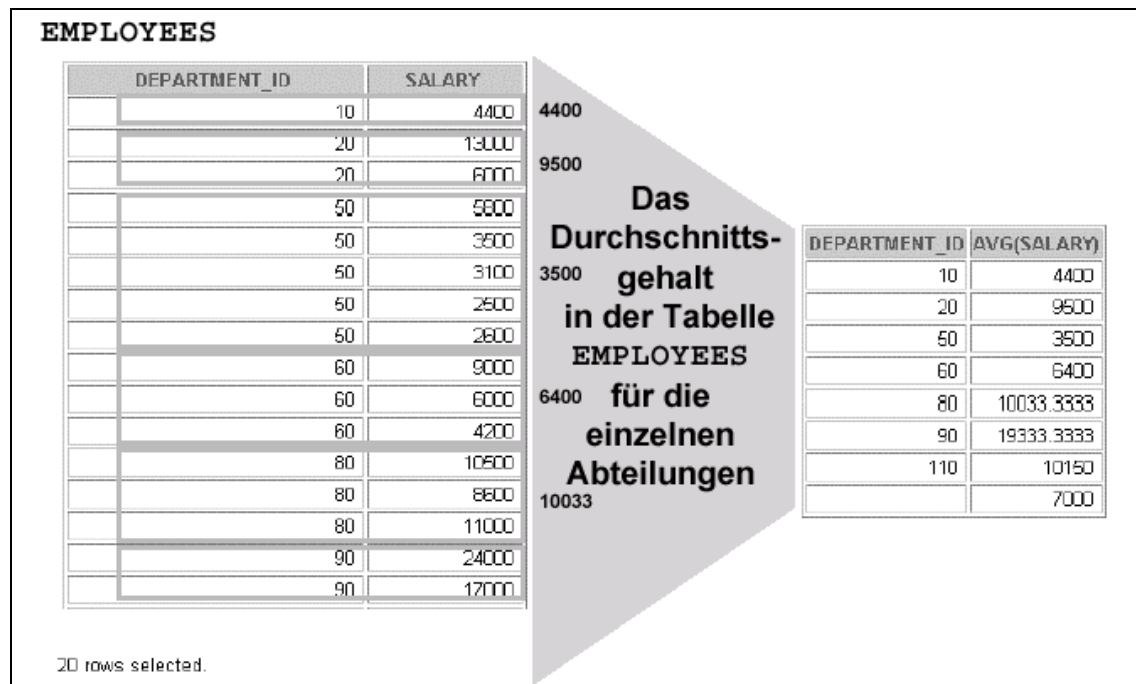 EMPLOYEES
DEPARTMENT_ID SALARY
10 4400
20 13000
20 6000
50 5800
50 3500
50 3100
50 2500
50 2600
60 9000
60 6000
60 4200
80 10500
80 8600
80 11000
90 24000
90 17000
20 rows selected.
4400
9500
3500
6400
10033
Das
Durchschnitts-
gehalt
in der Tabelle
EMPLOYEES
für die
einzelnen
Abteilungen
DEPARTMENT_ID AVG(SALARY)
10 4400
20 9500
50 3500
60 6400
80 10033.3333
90 19333.3333
110 10150
7000